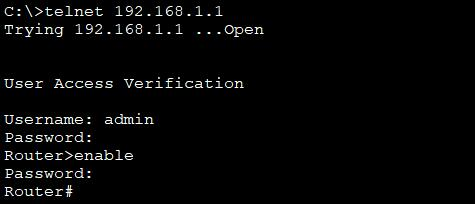 C:\>telnet 192.168.1.1
Trying 192.168.1.1 ...Open
User Access Verification
Username: admin
Password:
Router>enable
Password:
Router#